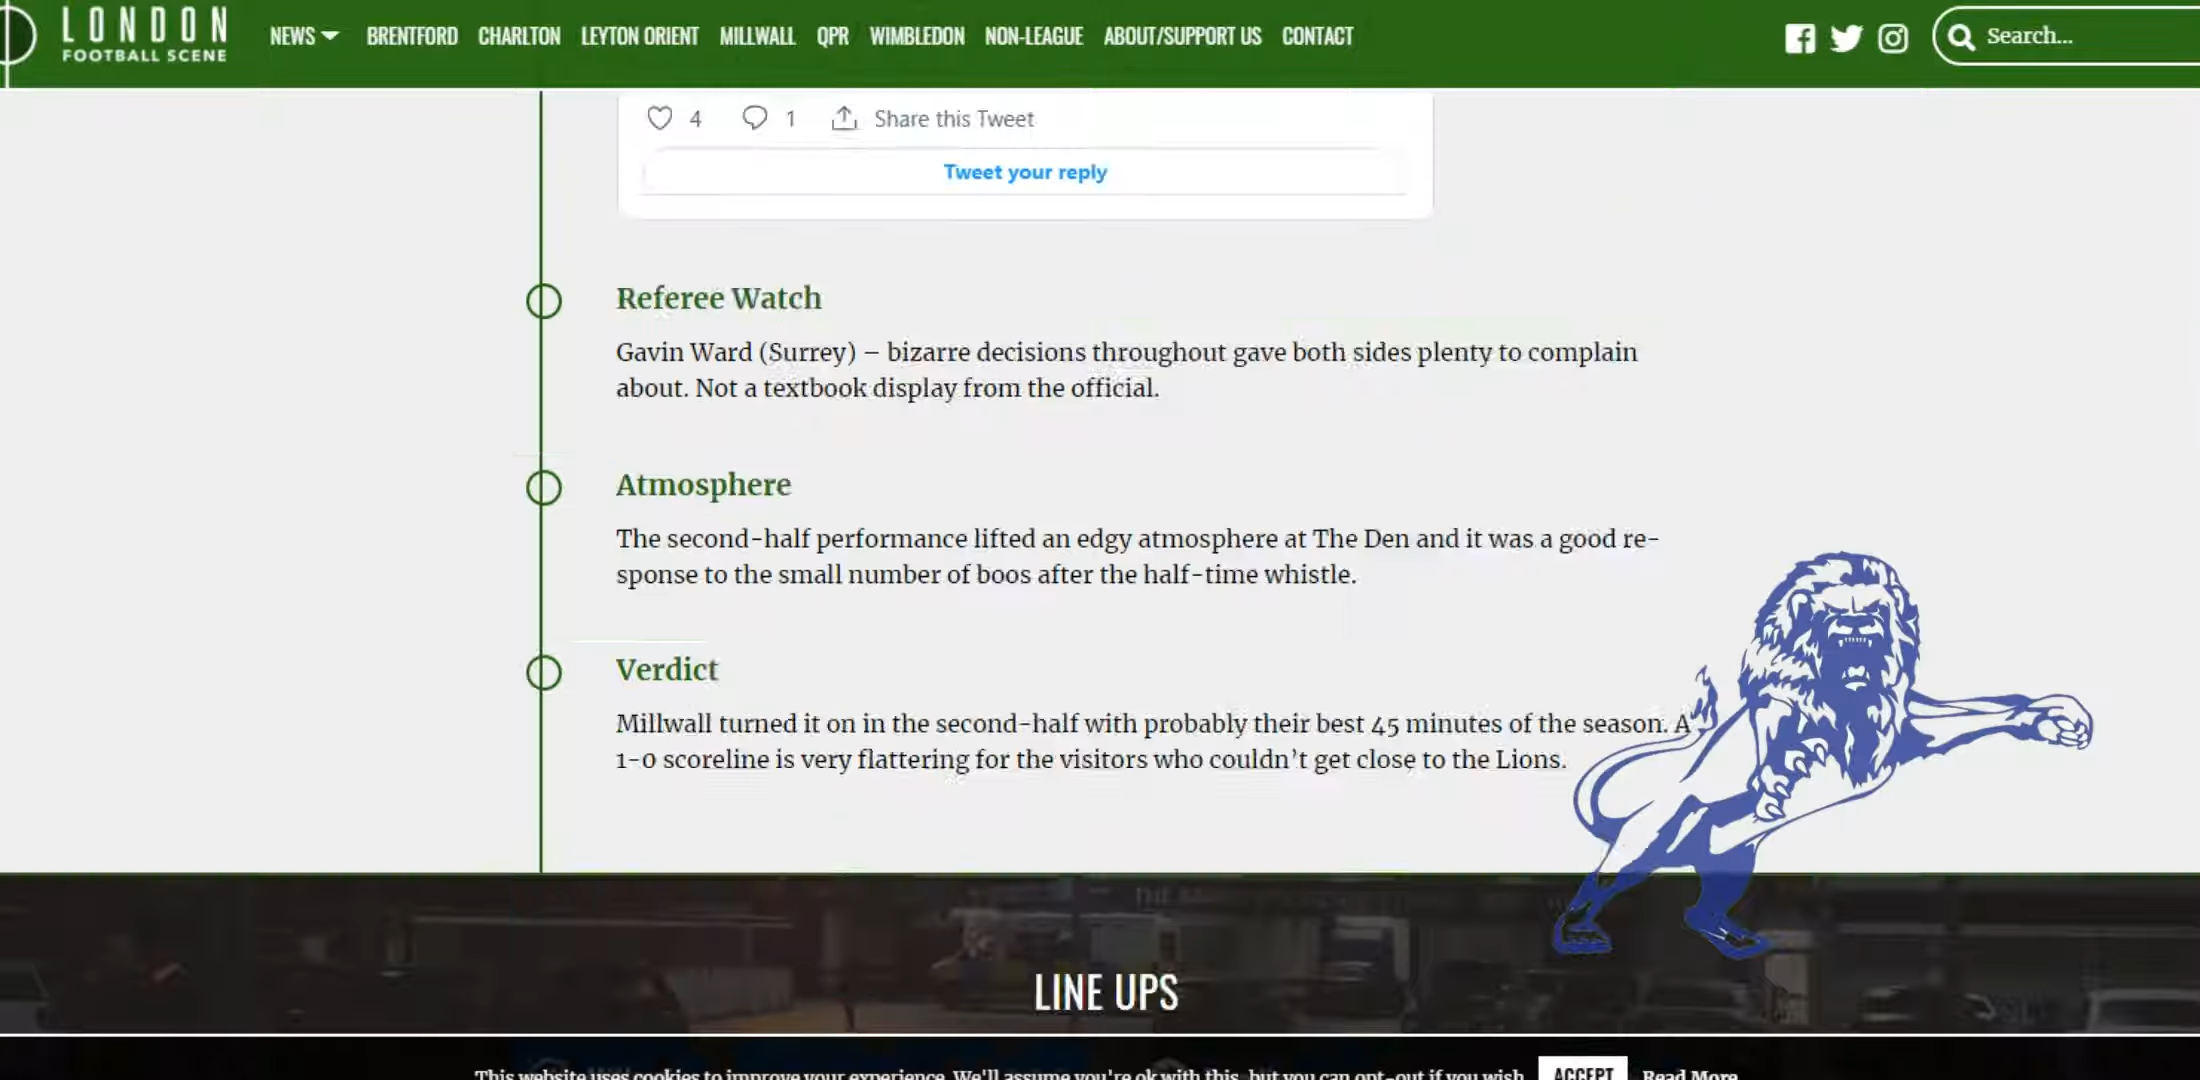 LONDON
FOOTBALL SCENE
NEWS BRENTFORD CHARLTON LEYTON ORIENT MILLWALL QPR WIMBLEDON NON-LEAGUE ABOUT/SUPPORT US CONTACT
Search...
4 1 Share this Tweet
Tweet your reply
Referee Watch
Gavin Ward (Surrey) – bizarre decisions throughout gave both sides plenty to complain
about. Not a textbook display from the official.
Atmosphere
The second-half performance lifted an edgy atmosphere at The Den and it was a good re-
sponse to the small number of boos after the half-time whistle.
Verdict
Millwall turned it on in the second-half with probably their best 45 minutes of the season. A
1-0 scoreline is very flattering for the visitors who couldn't get close to the Lions.
LINE UPS
This website uses cookies to improve your experience. We'll assume you're ok with this, but you can opt-out if you wish. ACCEPT Read More